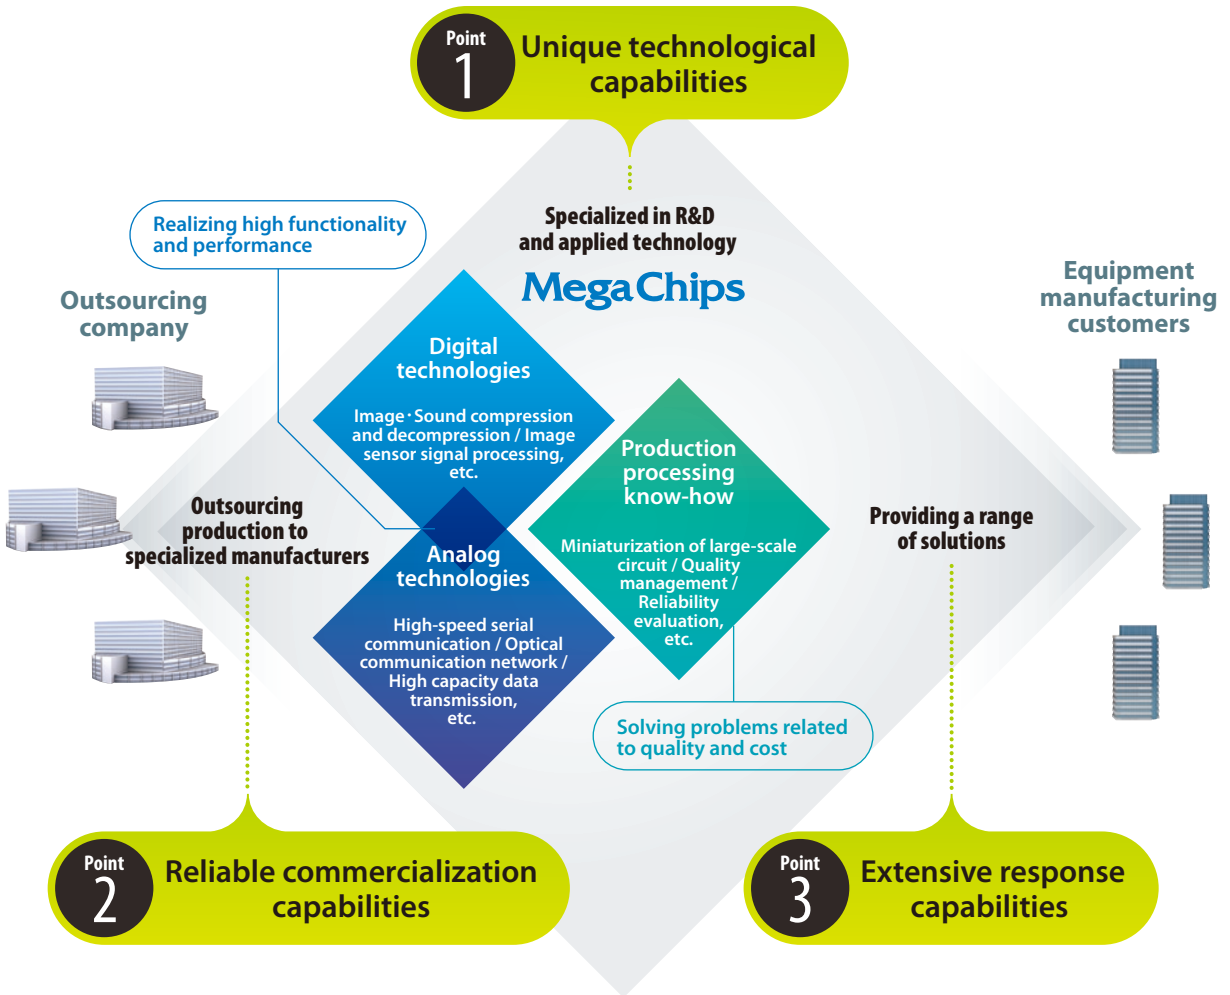 Point
1
Unique technological
capabilities
Specialized in R&D
and applied technology
MegaChips
Realizing high functionality
and performance
Outsourcing
company
Equipment
manufacturing
customers
Digital
technologies
Image・Sound compression
and decompression / Image
sensor signal processing,
etc.
Production
processing
know-how
Miniaturization of large-scale
circuit / Quality
management /
Reliability
evaluation,
etc.
Outsourcing
production to
specialized manufacturers
Analog
technologies
High-speed serial
communication / Optical
communication network /
High capacity data
transmission,
etc.
Providing a range
of solutions
Solving problems related
to quality and cost
Point
2
Reliable commercialization
capabilities
Point
3
Extensive response
capabilities